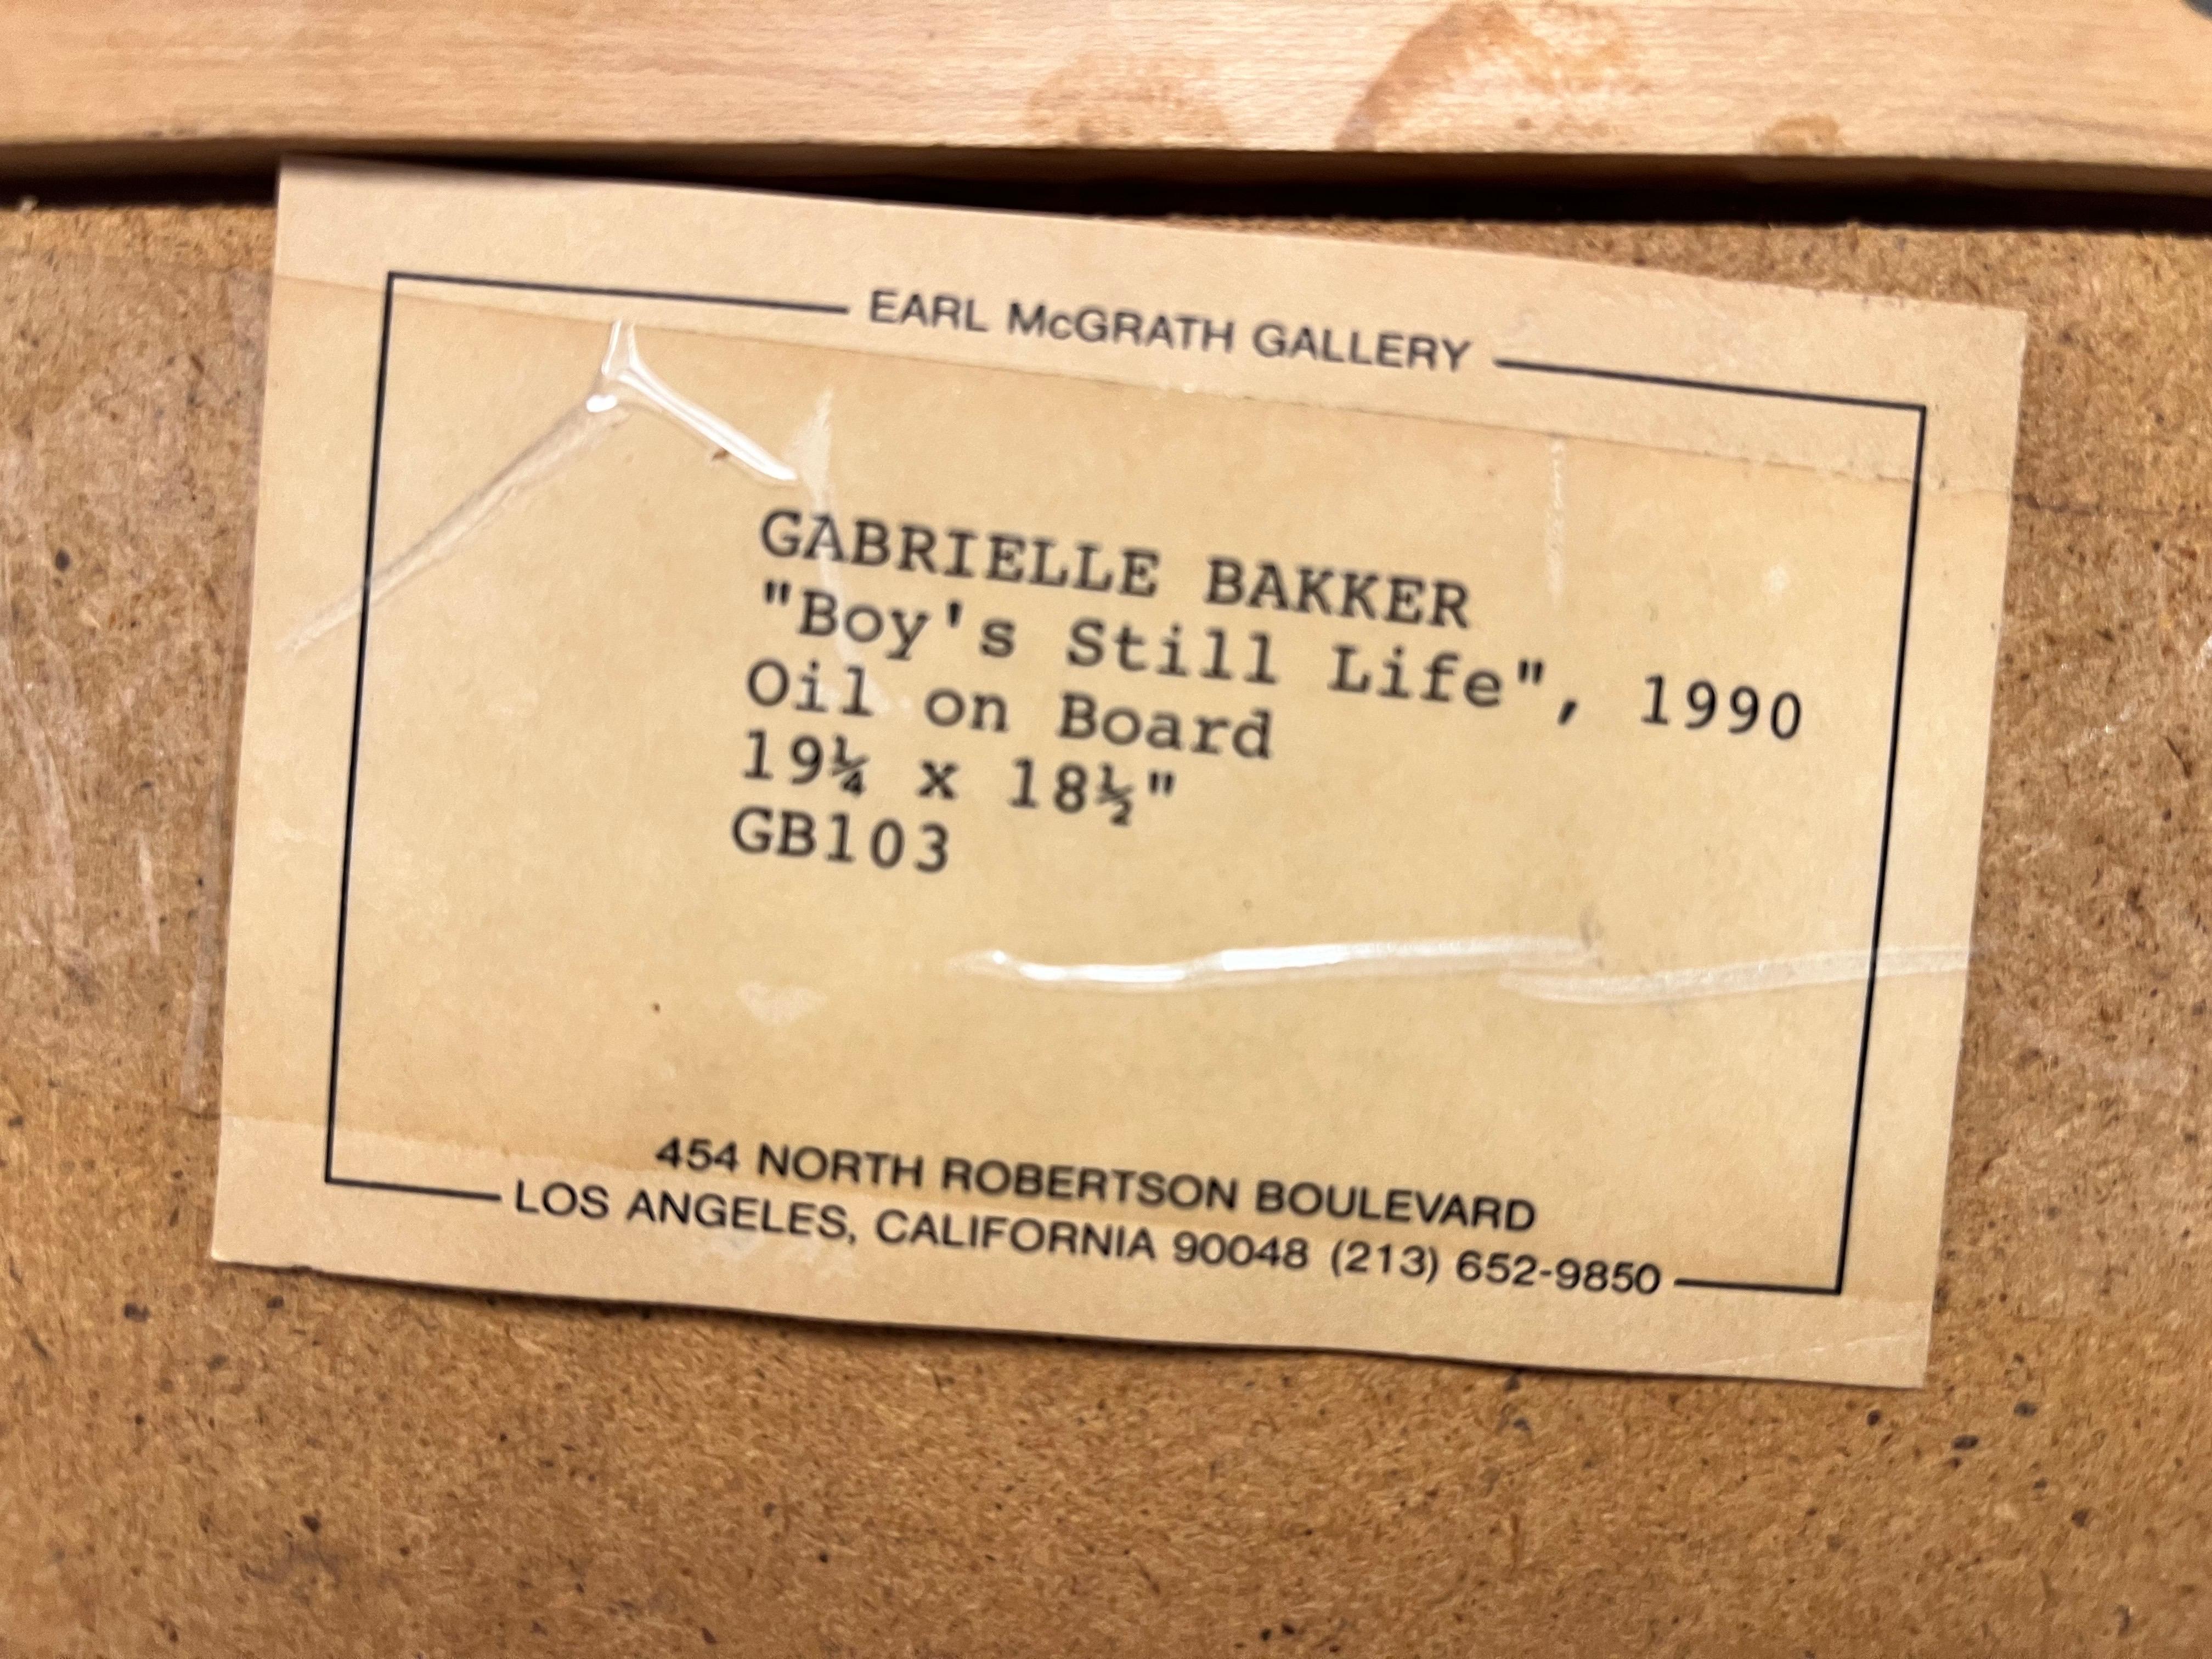 EARL McGRATH GALLERY
GABRIELLE BAKKER
"Boy's Still Life", 1990
Oil on Board
19¼ x 18½"
GB103
454 NORTH ROBERTSON BOULEVARD
LOS ANGELES, CALIFORNIA 90048 (213) 652-9850